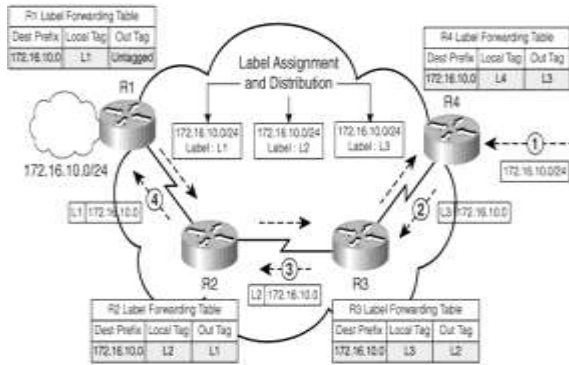 R1 Label Forwarding Table
Dest Prefix Local Tag Out Tag
172.16.10.0 L1 Untagged
R1
172.16.10.0/24
Label Assignment
and Distribution
172.16.10.0/24
Label : L1
172.16.10.0/24
Label : L2
172.16.10.0/24
Label : L3
R4 Label Forwarding Table
Dest Prefix Local Tag Out Tag
172.16.10.0 L4 L3
R4
1
172.16.10.0/24
4
L1 172.16.10.0
2
L3 172.16.10.0
R2
3
L2 172.16.10.0
R3
R2 Label Forwarding Table
Dest Prefix Local Tag Out Tag
172.16.10.0 L2 L1
R3 Label Forwarding Table
Dest Prefix Local Tag Out Tag
172.16.10.0 L3 L2